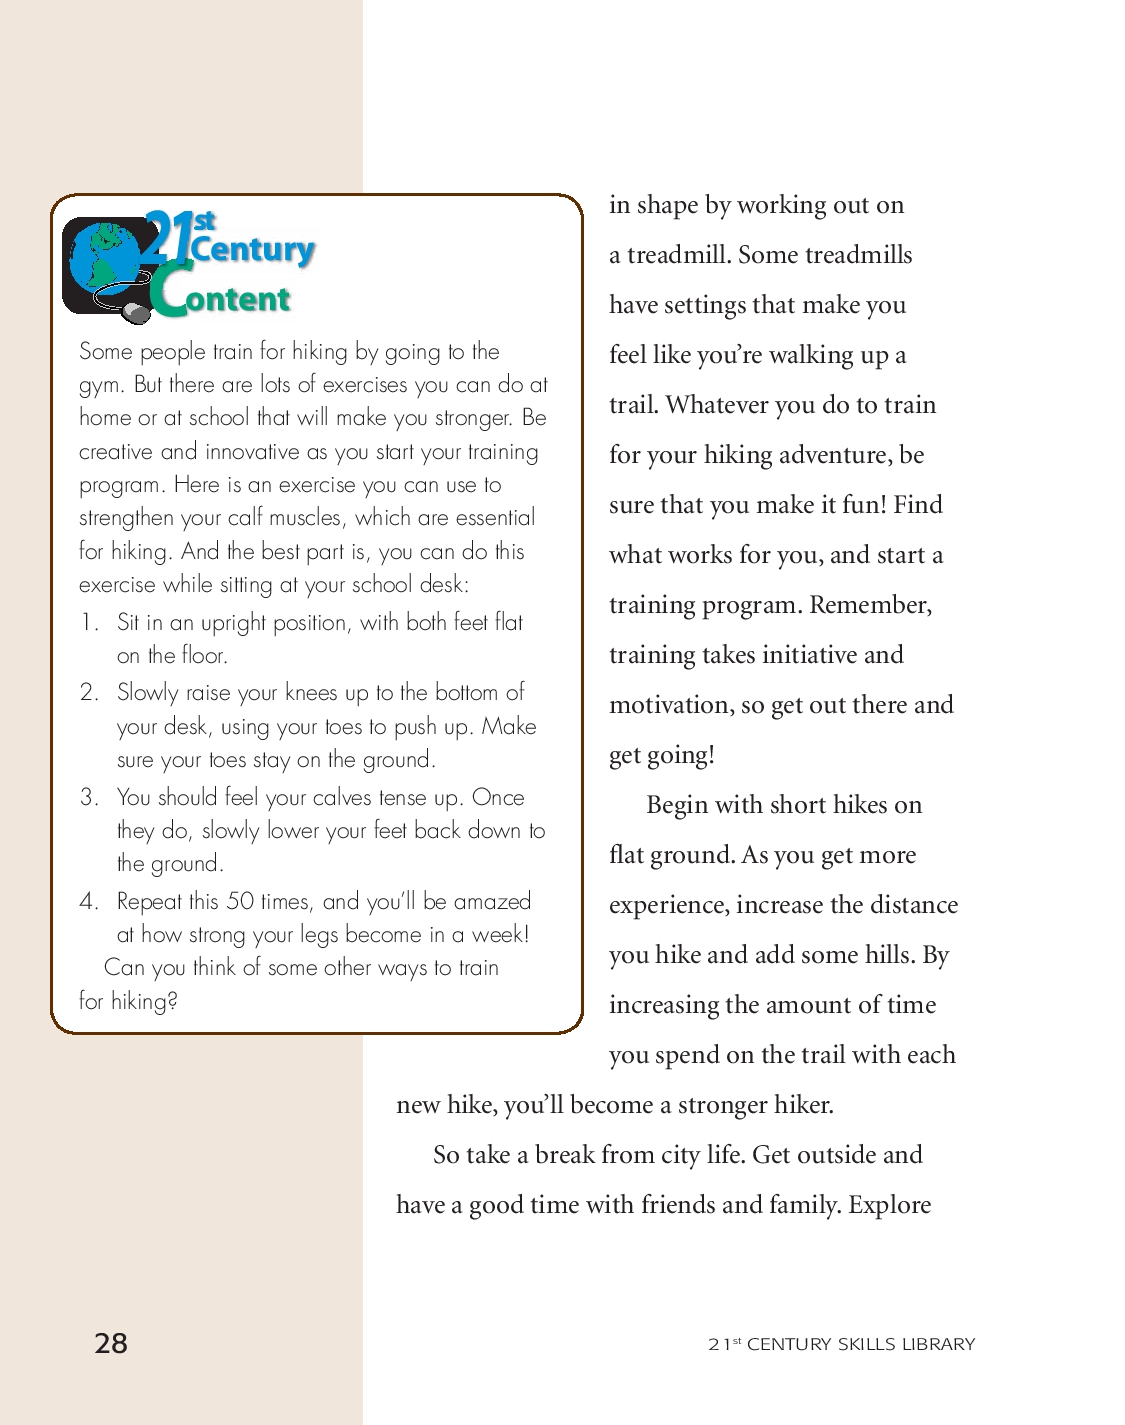 21st
Century
Content
Some people train for hiking by going to the
gym. But there are lots of exercises you can do at
home or at school that will make you stronger. Be
creative and innovative as you start your training
program. Here is an exercise you can use to
strengthen your calf muscles, which are essential
for hiking. And the best part is, you can do this
exercise while sitting at your school desk:
1. Sit in an upright position, with both feet flat
on the floor.
2. Slowly raise your knees up to the bottom of
your desk, using your toes to push up. Make
sure your toes stay on the ground.
3. You should feel your calves tense up. Once
they do, slowly lower your feet back down to
the ground.
4. Repeat this 50 times, and you’ll be amazed
at how strong your legs become in a week!
Can you think of some other ways to train
for hiking?
in shape by working out on
a treadmill. Some treadmills
have settings that make you
feel like you’re walking up a
trail. Whatever you do to train
for your hiking adventure, be
sure that you make it fun! Find
what works for you, and start a
training program. Remember,
training takes initiative and
motivation, so get out there and
get going!
Begin with short hikes on
flat ground. As you get more
experience, increase the distance
you hike and add some hills. By
increasing the amount of time
you spend on the trail with each
new hike, you’ll become a stronger hiker.
So take a break from city life. Get outside and
have a good time with friends and family. Explore
28
21st CENTURY SKILLS LIBRARY